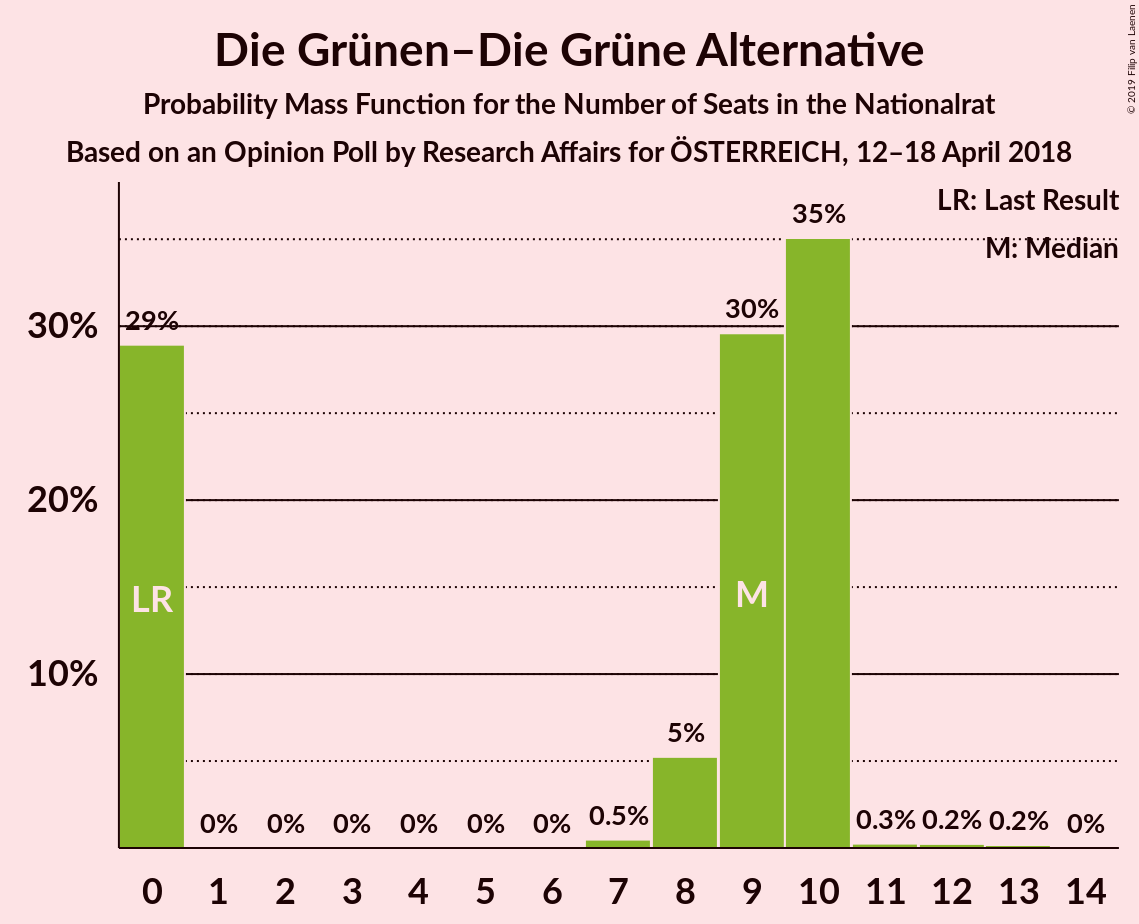 Die Grünen–Die Grüne Alternative
Probability Mass Function for the Number of Seats in the Nationalrat
Based on an Opinion Poll by Research Affairs for ÖSTERREICH, 12–18 April 2018
© 2019 Filip van Laenen
LR: Last Result
M: Median
35%
30%
29%
30%
20%
10%
LR
M
5%
0%
0%
0%
0%
0%
0%
0.5%
0.3%
0.2%
0.2%
0%
0 1 2 3 4 5 6 7 8 9 10 11 12 13 14